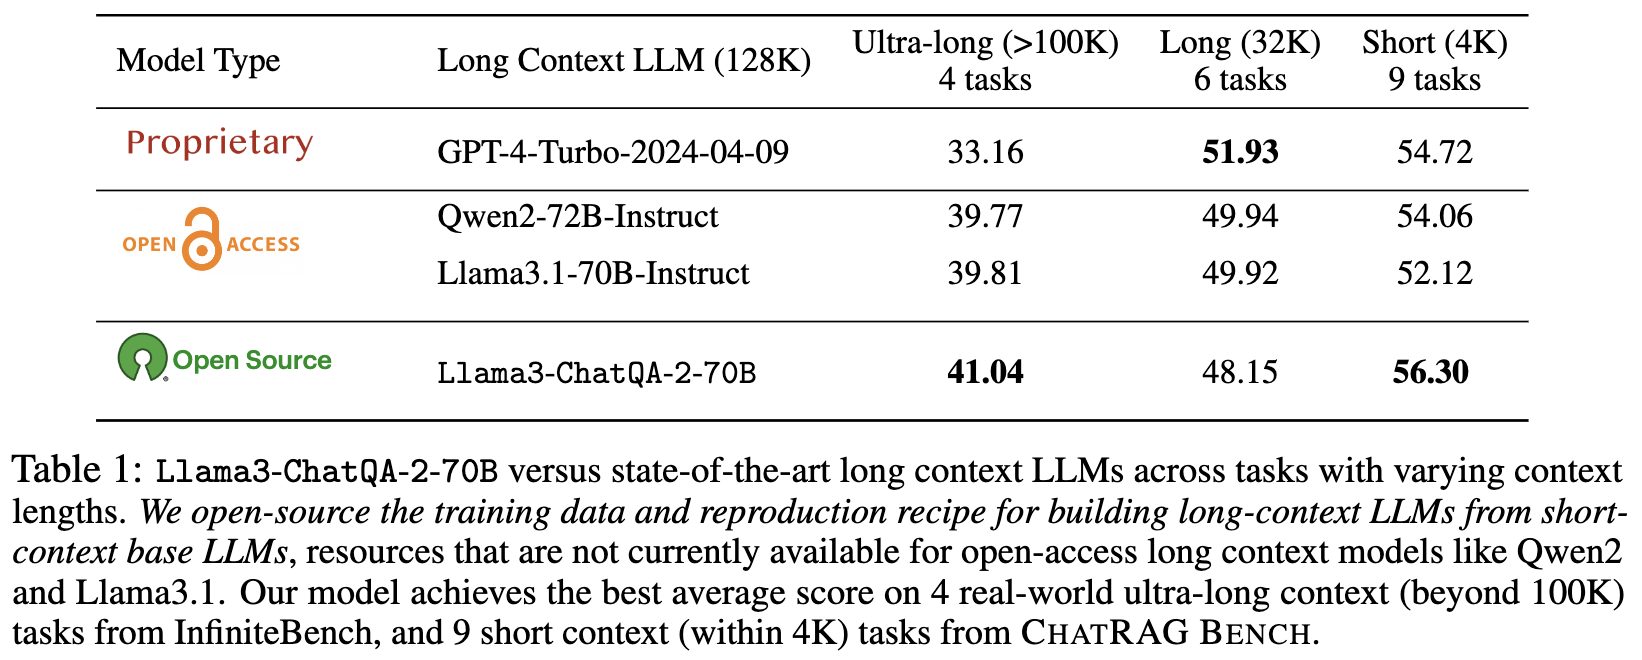 Model Type Long Context LLM (128K) Ultra-long (>100K) Long (32K) Short (4K)
4 tasks 6 tasks 9 tasks
Proprietary GPT-4-Turbo-2024-04-09 33.16 51.93 54.72
OPEN ACCESS Qwen2-72B-Instruct 39.77 49.94 54.06
Llama3.1-70B-Instruct 39.81 49.92 52.12
Open Source Llama3-ChatQA-2-70B 41.04 48.15 56.30
Table 1: Llama3-ChatQA-2-70B versus state-of-the-art long context LLMs across tasks with varying context
lengths. We open-source the training data and reproduction recipe for building long-context LLMs from short-
context base LLMs, resources that are not currently available for open-access long context models like Qwen2
and Llama3.1. Our model achieves the best average score on 4 real-world ultra-long context (beyond 100K)
tasks from InfiniteBench, and 9 short context (within 4K) tasks from CHATRAG BENCH.